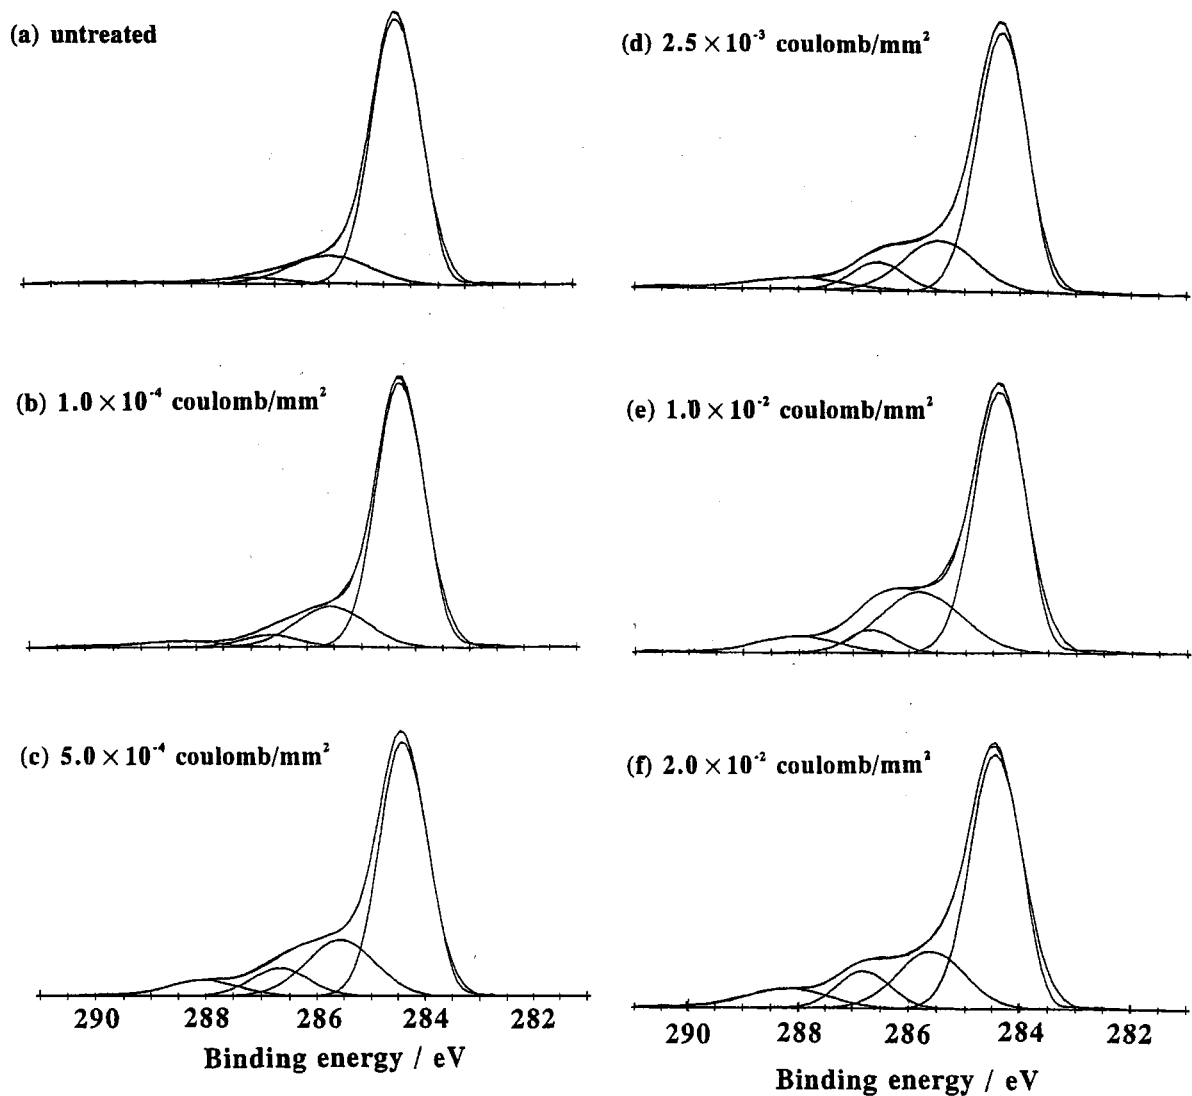 (a) untreated
(b) 1.0 × 10⁻⁴ coulomb/mm²
(c) 5.0 × 10⁻⁴ coulomb/mm²
290 288 286 284 282
Binding energy / eV
(d) 2.5 × 10⁻³ coulomb/mm²
(e) 1.0 × 10⁻² coulomb/mm²
(f) 2.0 × 10⁻² coulomb/mm²
290 288 286 284 282
Binding energy / eV